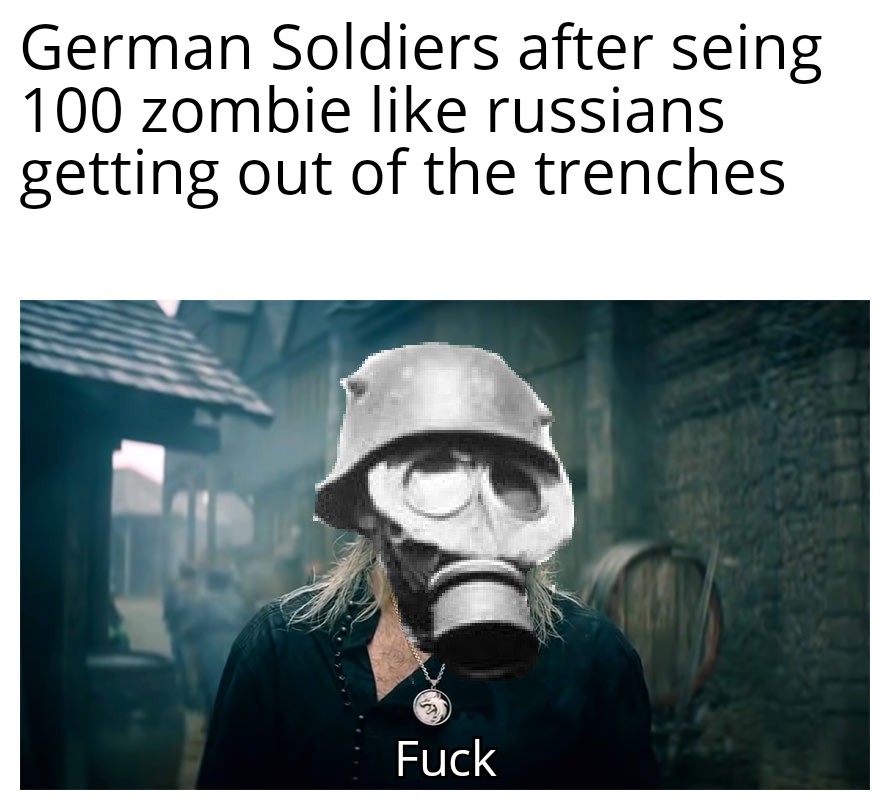 German Soldiers after seing
100 zombie like russians
getting out of the trenches
Fuck